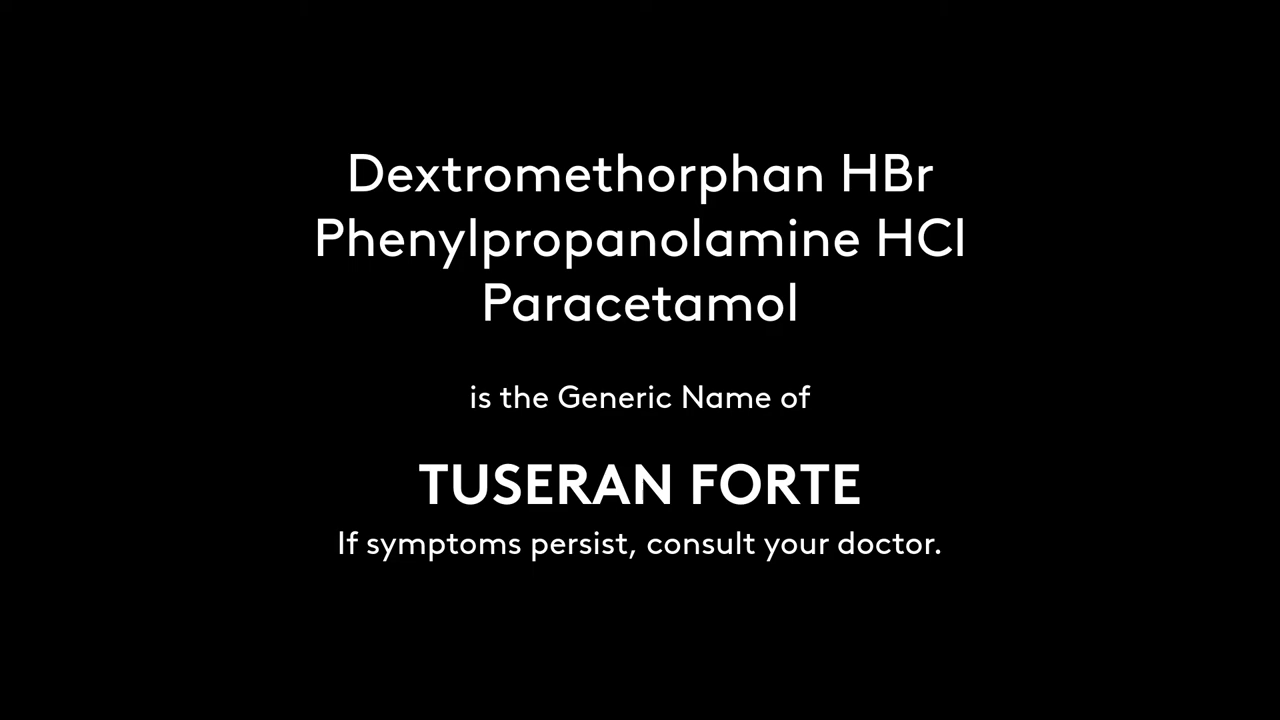 Dextromethorphan HBr
Phenylpropanolamine HCl
Paracetamol
is the Generic Name of
TUSERAN FORTE
If symptoms persist, consult your doctor.